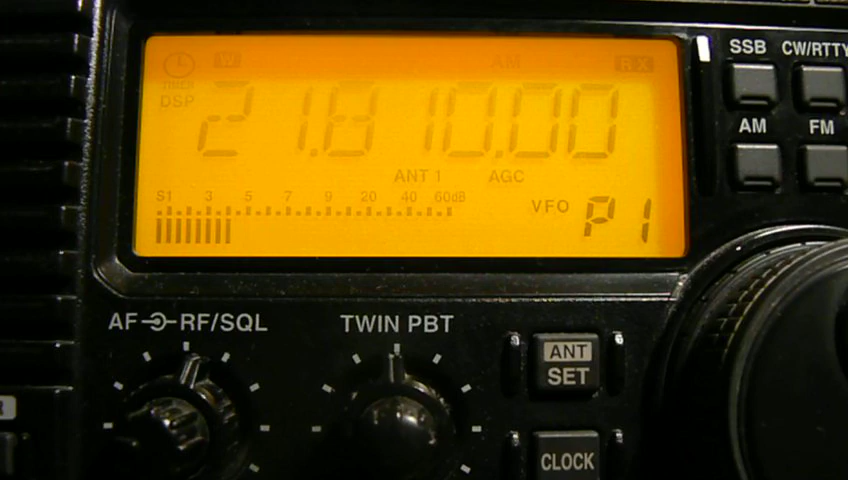 W AM RX
TIMER
DSP
21.810.00
ANT 1 AGC
S1 3 5 7 9 20 40 60dB
VFO P1
SSB CW/RTTY
AM FM
AF RF/SQL
TWIN PBT
ANT
SET
CLOCK